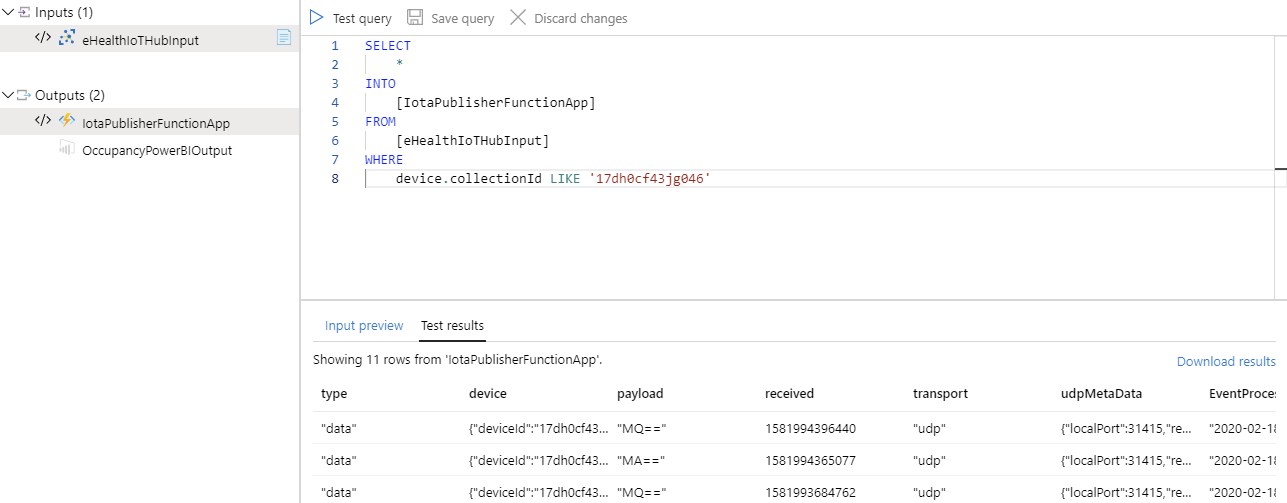 Inputs (1)
</> eHealthIoTHubInput
Outputs (2)
</> IotaPublisherFunctionApp
OccupancyPowerBIOutput
Test query Save query Discard changes
1 SELECT
2 *
3 INTO
4 [IotaPublisherFunctionApp]
5 FROM
6 [eHealthIoTHubInput]
7 WHERE
8 device.collectionId LIKE '17dh0cf43jg046'
Input preview Test results
Showing 11 rows from 'IotaPublisherFunctionApp'.
Download results
type device payload received transport udpMetaData EventProces
"data" {"deviceId":"17dh0cf43... "MQ==" 1581994396440 "udp" {"localPort":31415,"re... "2020-02-18
"data" {"deviceId":"17dh0cf43... "MA==" 1581994365077 "udp" {"localPort":31415,"re... "2020-02-18
"data" {"deviceId":"17dh0cf43... "MQ==" 1581993684762 "udp" {"localPort":31415,"re... "2020-02-18